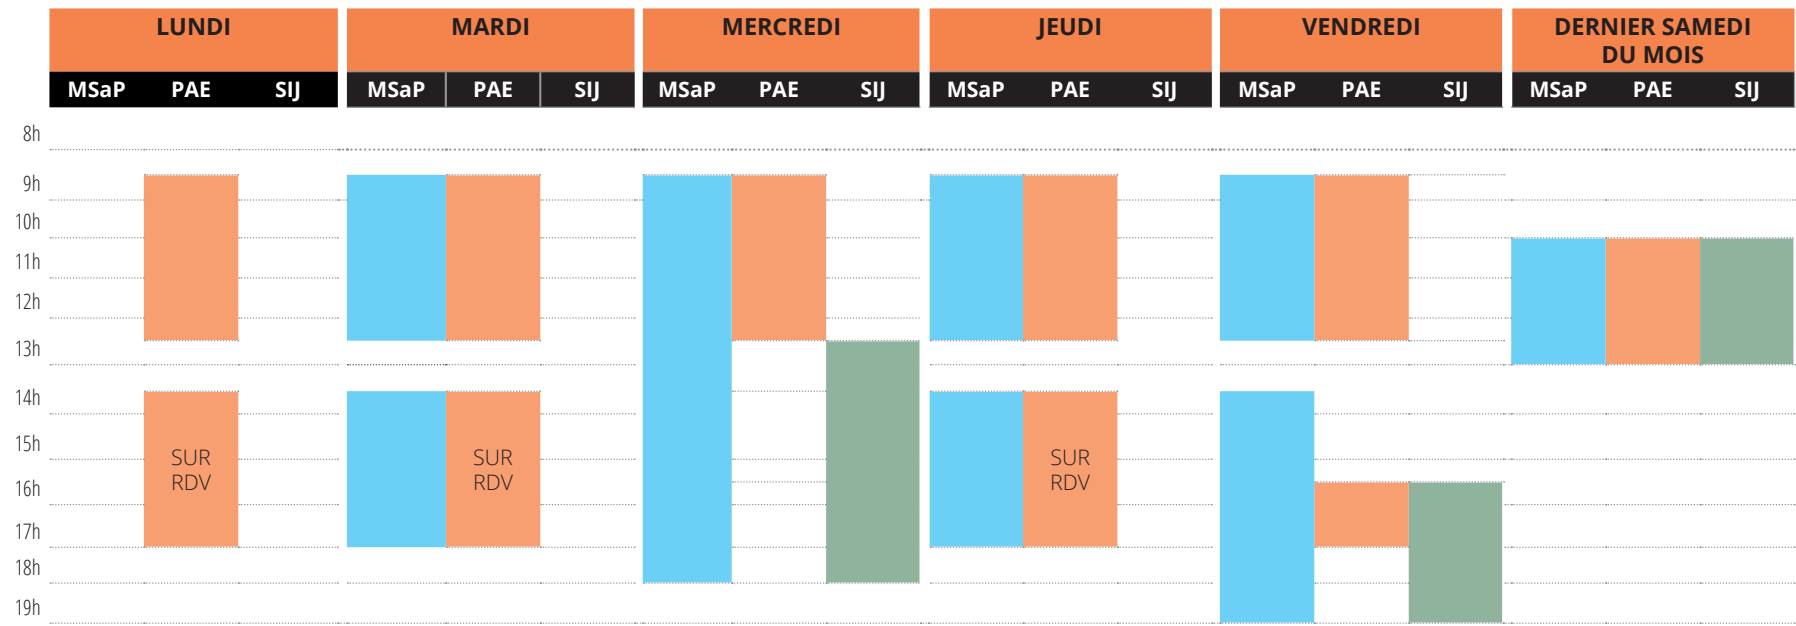 LUNDI
MARDI
MERCREDI
JEUDI
VENDREDI
DERNIER SAMEDI
DU MOIS
MSaP PAE SIJ
MSaP PAE SIJ
MSaP PAE SIJ
MSaP PAE SIJ
MSaP PAE SIJ
MSaP PAE SIJ
8h
9h
10h
11h
12h
13h
14h
15h
SUR
RDV
SUR
RDV
SUR
RDV
16h
17h
18h
19h